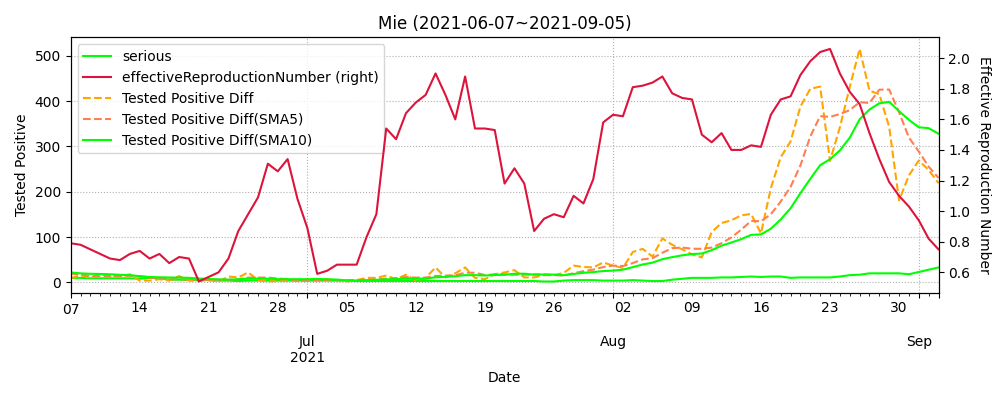 Mie (2021-06-07~2021-09-05)
serious
effectiveReproductionNumber (right)
Tested Positive Diff
Tested Positive Diff(SMA5)
Tested Positive Diff(SMA10)
Tested Positive
500
400
300
200
100
0
2.0
1.8
1.6
1.4
1.2
1.0
0.8
0.6
Effective Reproduction Number
07 14 21 28 05 12 19 26 02 09 16 23 30
Jul Aug Sep
2021
Date